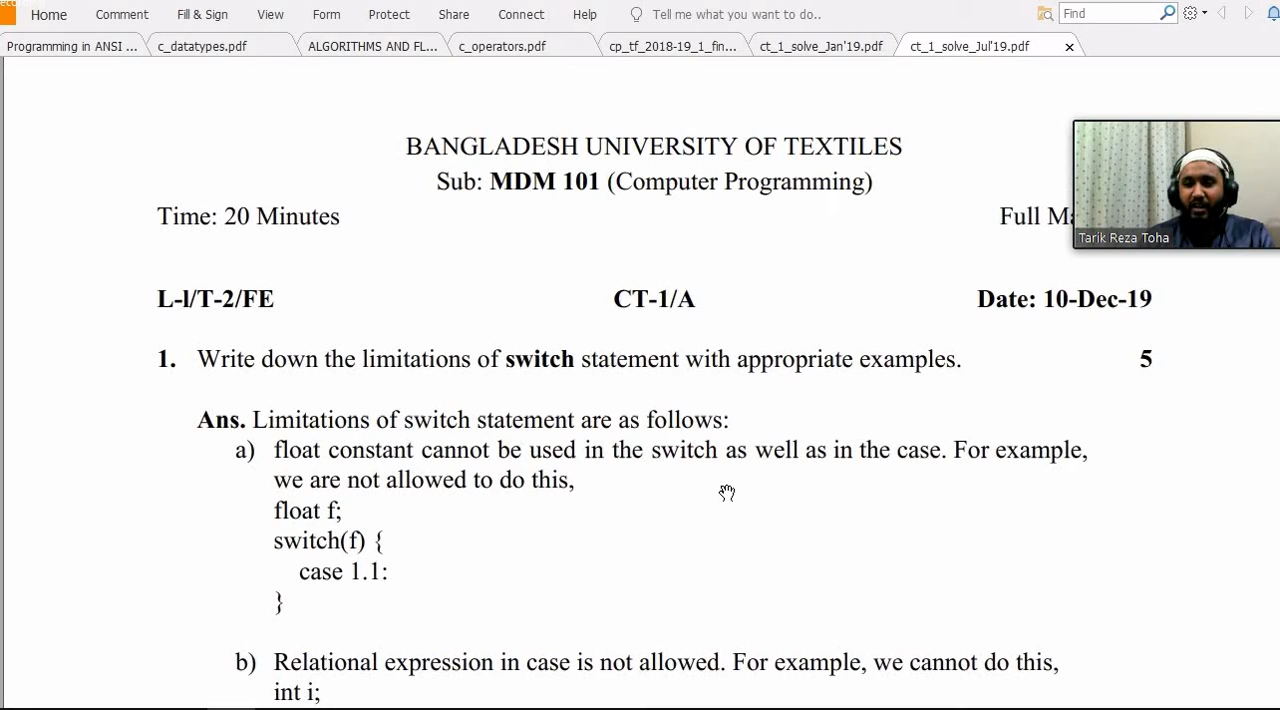 Home Comment Fill & Sign View Form Protect Share Connect Help Tell me what you want to do.. Find
Programming in ANSI ... c_datatypes.pdf ALGORITHMS AND FL... c_operators.pdf cp_tf_2018-19_1_fin... ct_1_solve_Jan'19.pdf ct_1_solve_Jul'19.pdf
BANGLADESH UNIVERSITY OF TEXTILES
Sub: MDM 101 (Computer Programming)
Time: 20 Minutes Full Ma
Tarik Reza Toha
L-l/T-2/FE CT-1/A Date: 10-Dec-19
1. Write down the limitations of switch statement with appropriate examples. 5
Ans. Limitations of switch statement are as follows:
a) float constant cannot be used in the switch as well as in the case. For example,
we are not allowed to do this,
float f;
switch(f) {
case 1.1:
}
b) Relational expression in case is not allowed. For example, we cannot do this,
int i;